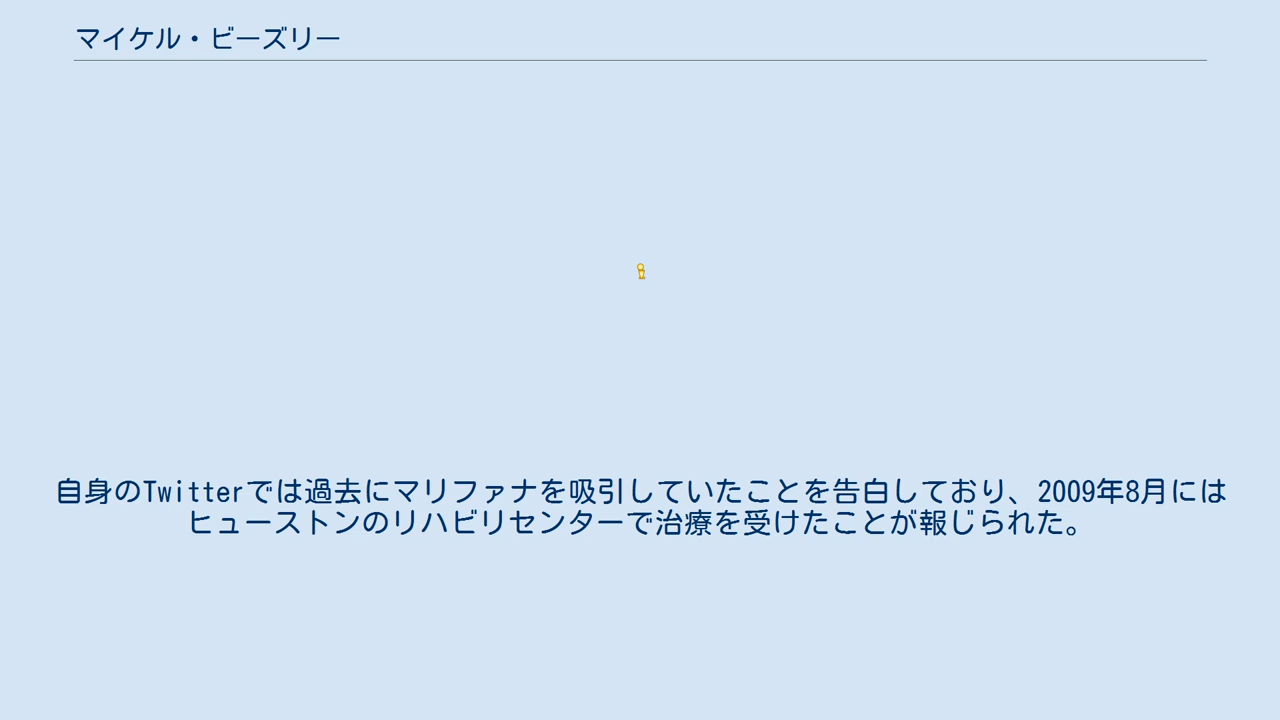 マイケル・ビーズリー
自身のTwitterでは過去にマリファナを吸引していたことを告白しており、2009年8月には
ヒューストンのリハビリセンターで治療を受けたことが報じられた。